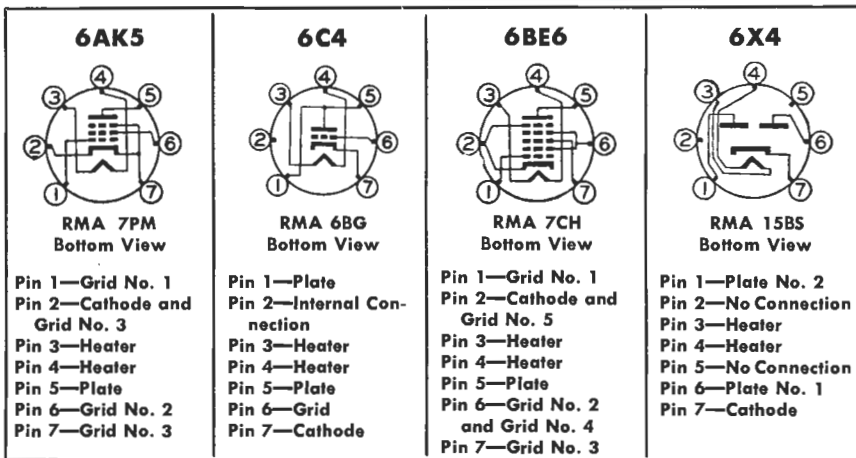 6AK5
4
3
5
2
6
1
7
RMA 7PM
Bottom View
Pin 1—Grid No. 1
Pin 2—Cathode and
Grid No. 3
Pin 3—Heater
Pin 4—Heater
Pin 5—Plate
Pin 6—Grid No. 2
Pin 7—Grid No. 3
6C4
4
3
5
2
6
1
7
RMA 6BG
Bottom View
Pin 1—Plate
Pin 2—Internal Con-
nection
Pin 3—Heater
Pin 4—Heater
Pin 5—Plate
Pin 6—Grid
Pin 7—Cathode
6BE6
4
3
5
2
6
1
7
RMA 7CH
Bottom View
Pin 1—Grid No. 1
Pin 2—Cathode and
Grid No. 5
Pin 3—Heater
Pin 4—Heater
Pin 5—Plate
Pin 6—Grid No. 2
and Grid No. 4
Pin 7—Grid No. 3
6X4
4
3
5
2
6
1
7
RMA 15BS
Bottom View
Pin 1—Plate No. 2
Pin 2—No Connection
Pin 3—Heater
Pin 4—Heater
Pin 5—No Connection
Pin 6—Plate No. 1
Pin 7—Cathode